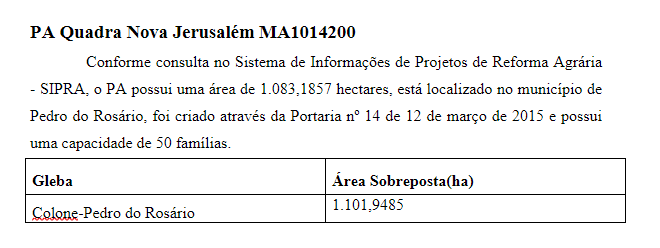 PA Quadra Nova Jerusalém MA1014200
Conforme consulta no Sistema de Informações de Projetos de Reforma Agrária
- SIPRA, o PA possui uma área de 1.083,1857 hectares, está localizado no município de
Pedro do Rosário, foi criado através da Portaria nº 14 de 12 de março de 2015 e possui
uma capacidade de 50 famílias.
Gleba Área Sobreposta(ha)
Colone-Pedro do Rosário 1.101,9485